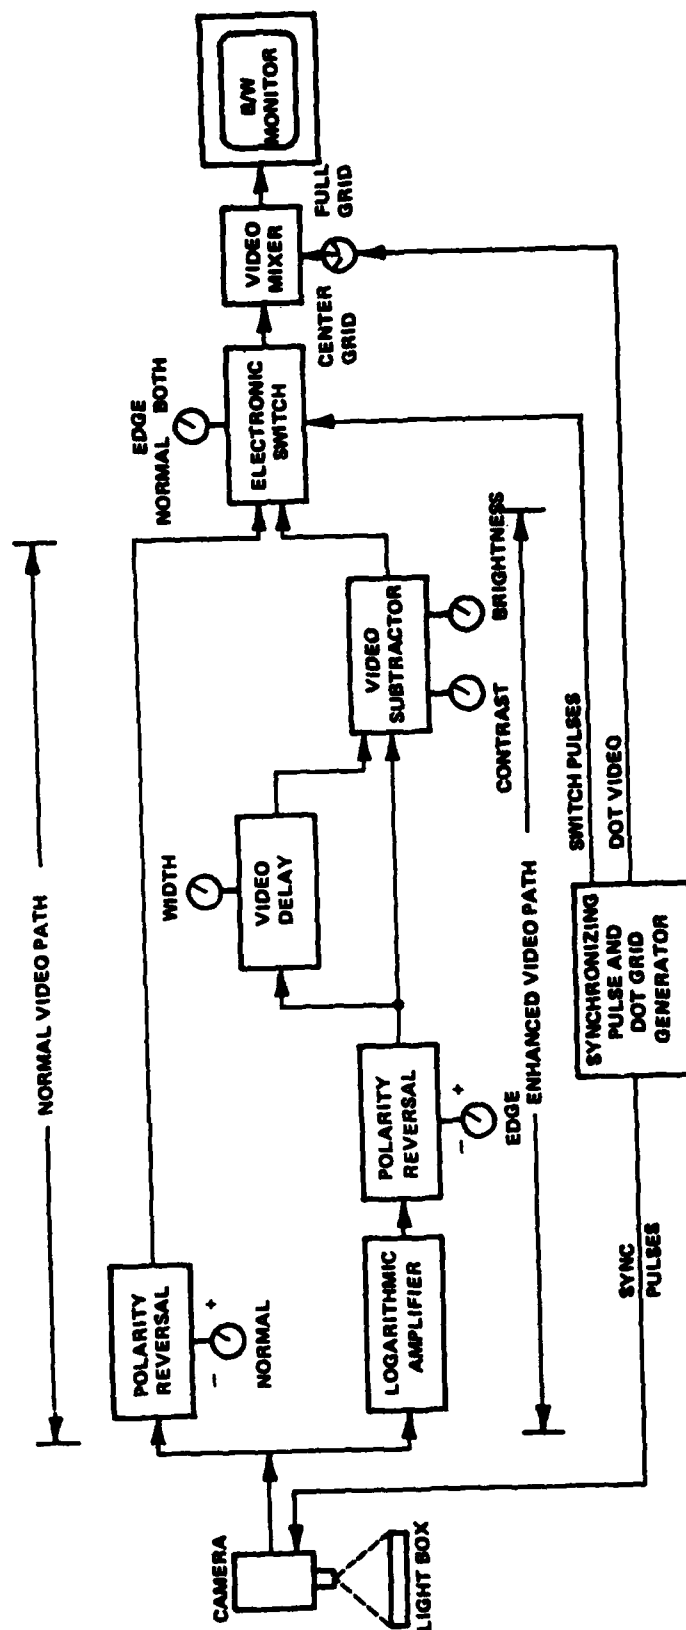 NORMAL VIDEO PATH
CAMERA
LIGHT BOX
POLARITY
REVERSAL
- +
NORMAL
LOGARITHMIC
AMPLIFIER
POLARITY
REVERSAL
- +
EDGE
WIDTH
VIDEO
DELAY
VIDEO
SUBTRACTOR
CONTRAST
BRIGHTNESS
ENHANCED VIDEO PATH
EDGE
NORMAL BOTH
ELECTRONIC
SWITCH
VIDEO
MIXER
CENTER
GRID
FULL
GRID
B/W
MONITOR
SYNC
PULSES
SYNCHRONIZING
PULSE AND
DOT GRID
GENERATOR
SWITCH PULSES
DOT VIDEO